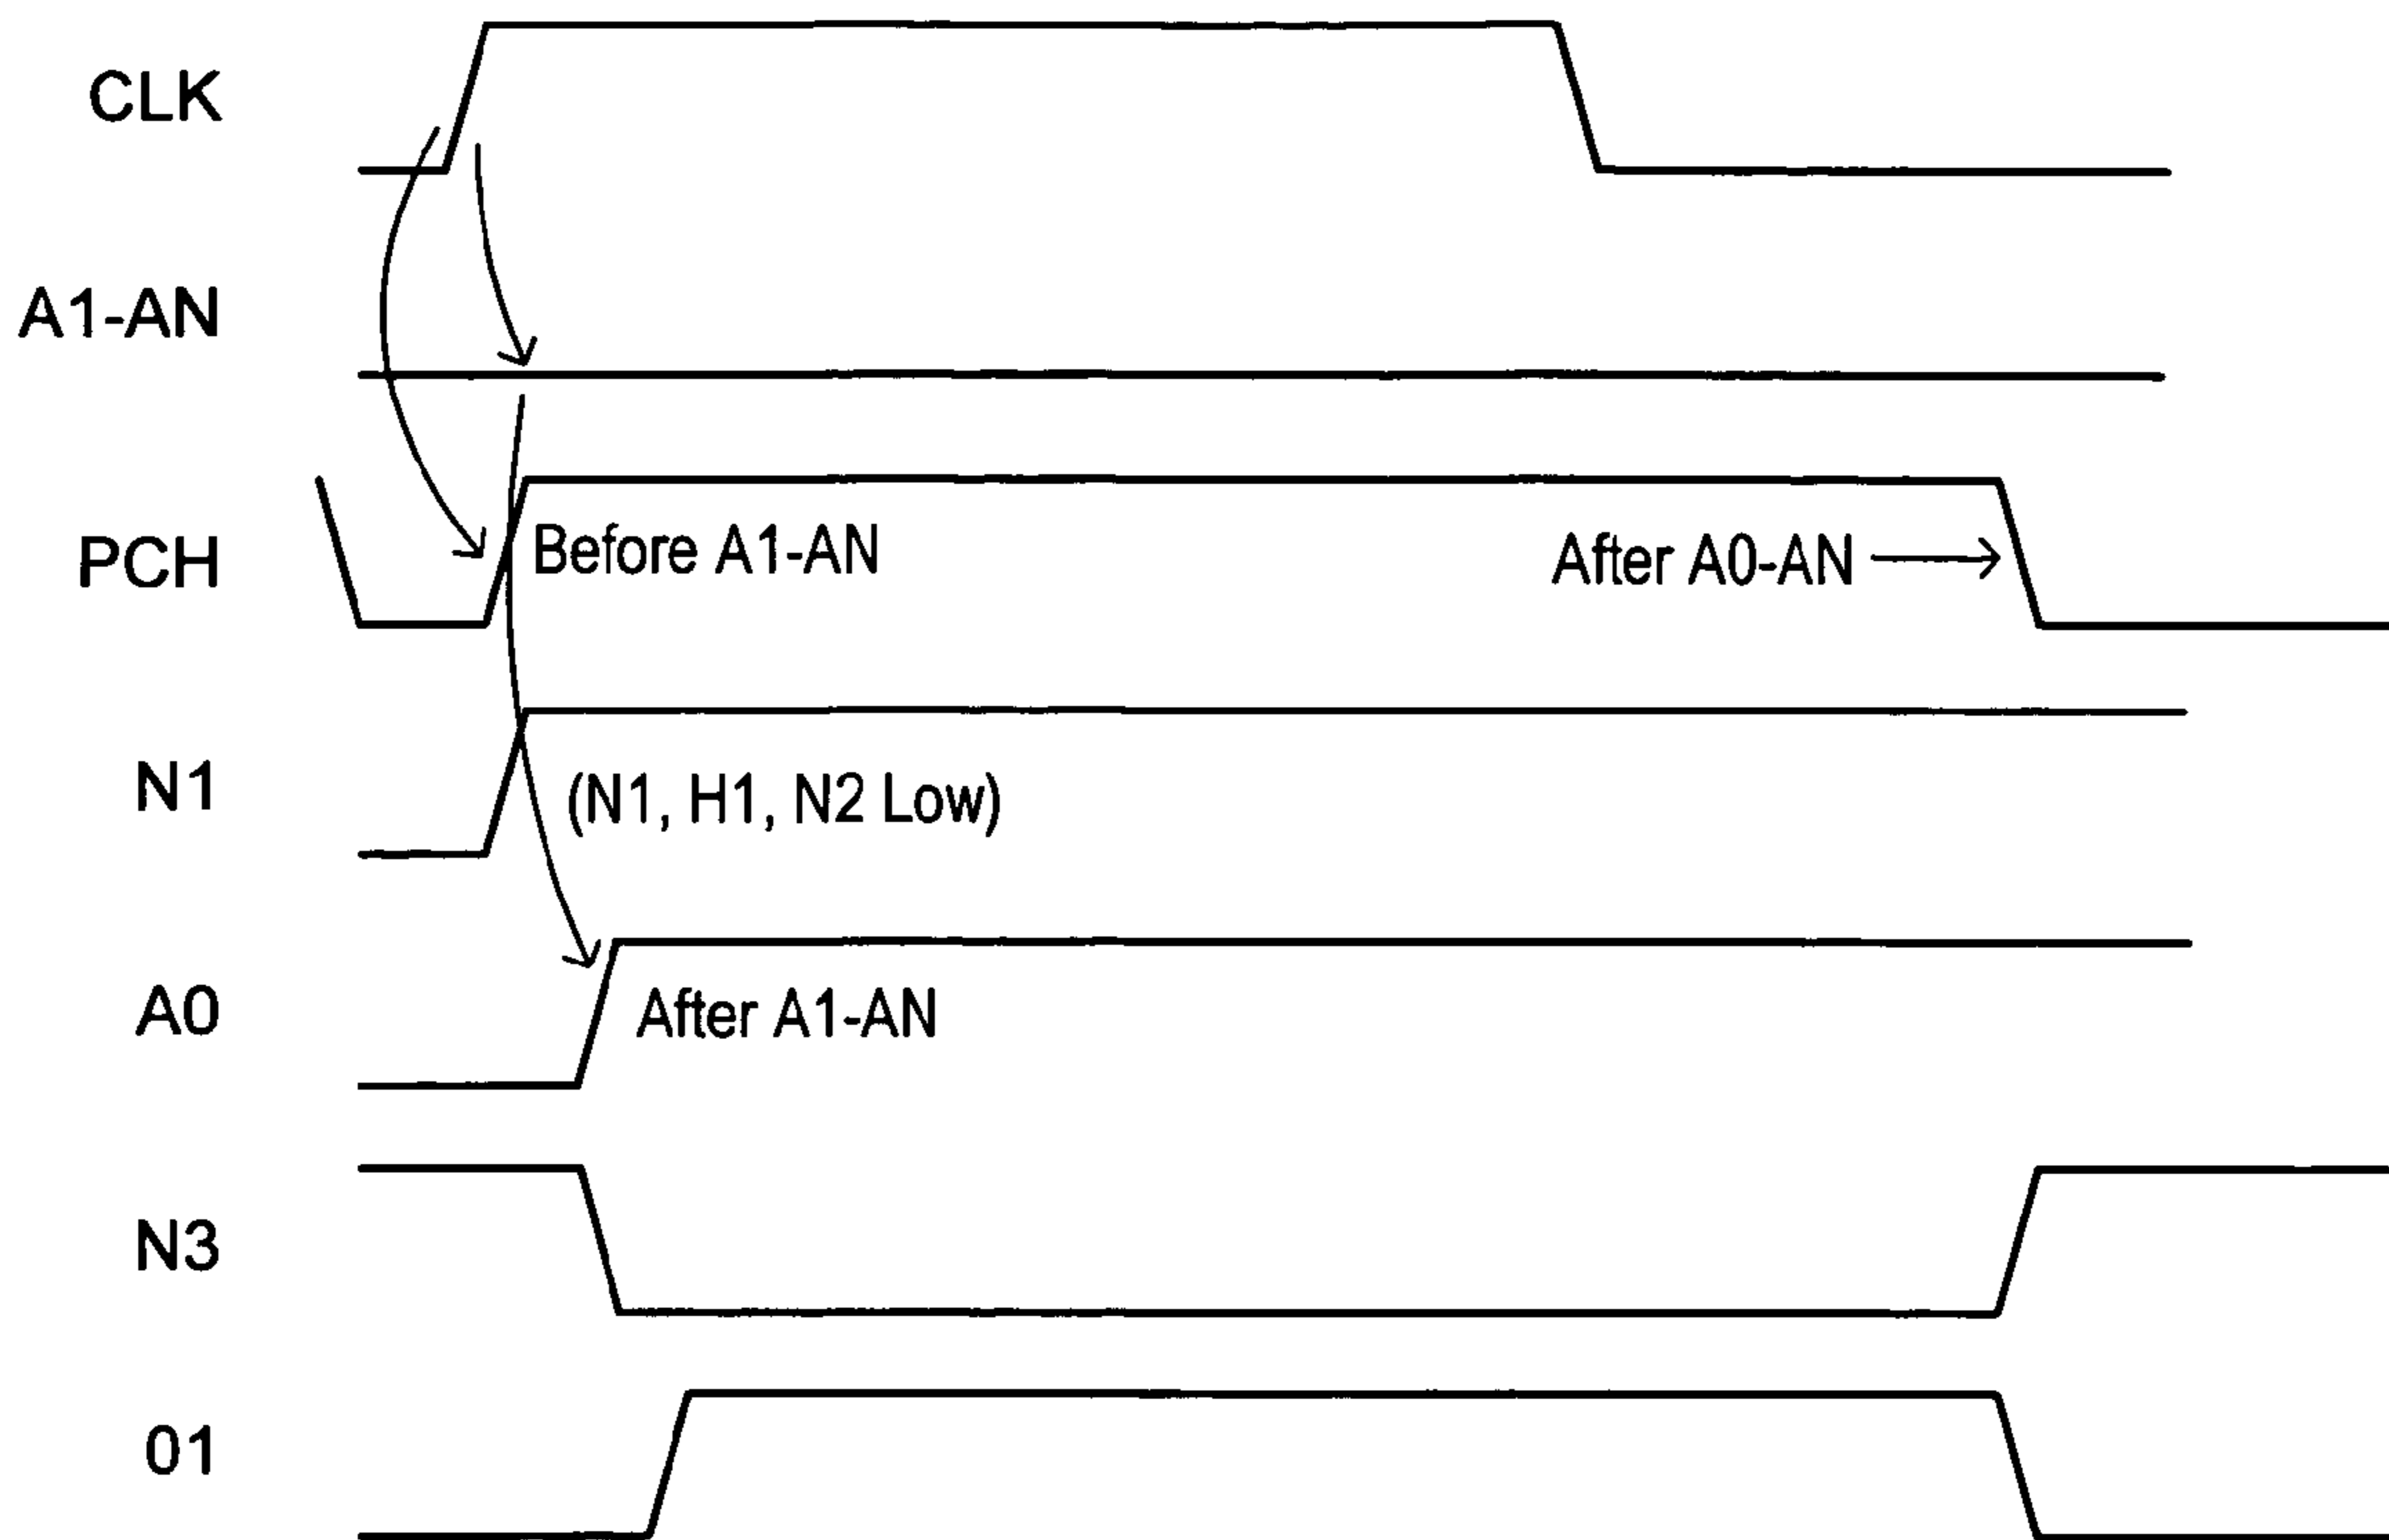 CLK
A1-AN
PCH
Before A1-AN
After A0-AN
N1
(N1, H1, N2 Low)
A0
After A1-AN
N3
01